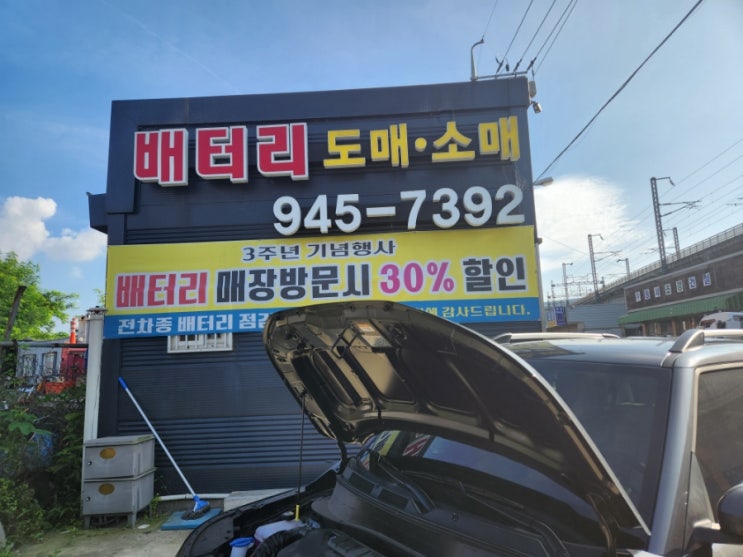 배터리 도매·소매
945-7392
3주년 기념행사
배터리 매장방문시 30% 할인
전차종 배터리 점검 감사드립니다.